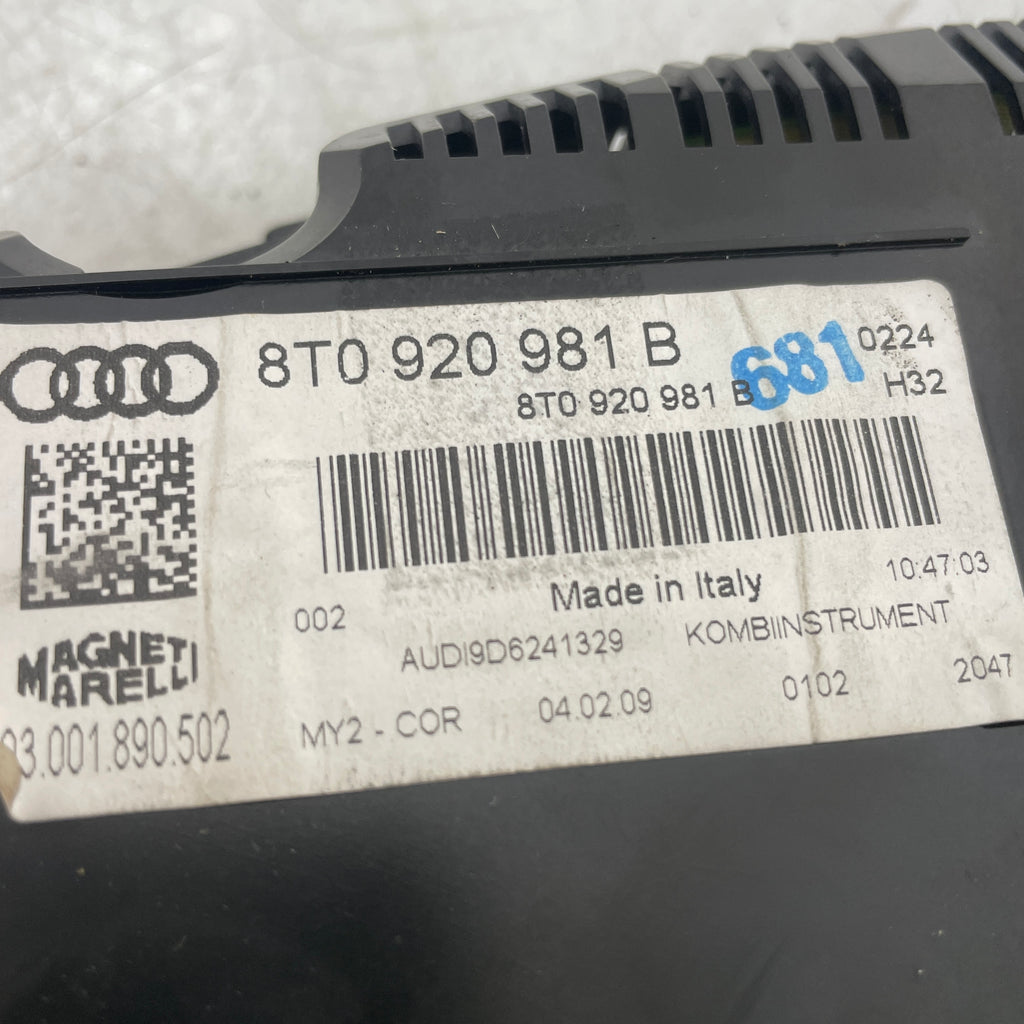 8T0 920 981 B
681
0224
8T0 920 981 B
H32
10:47:03
Made in Italy
002
AUDI9D6241329
KOMBIINSTRUMENT
MAGNETI
MARELLI
MY2 - COR
04.02.09
0102
2047
03.001.890.502